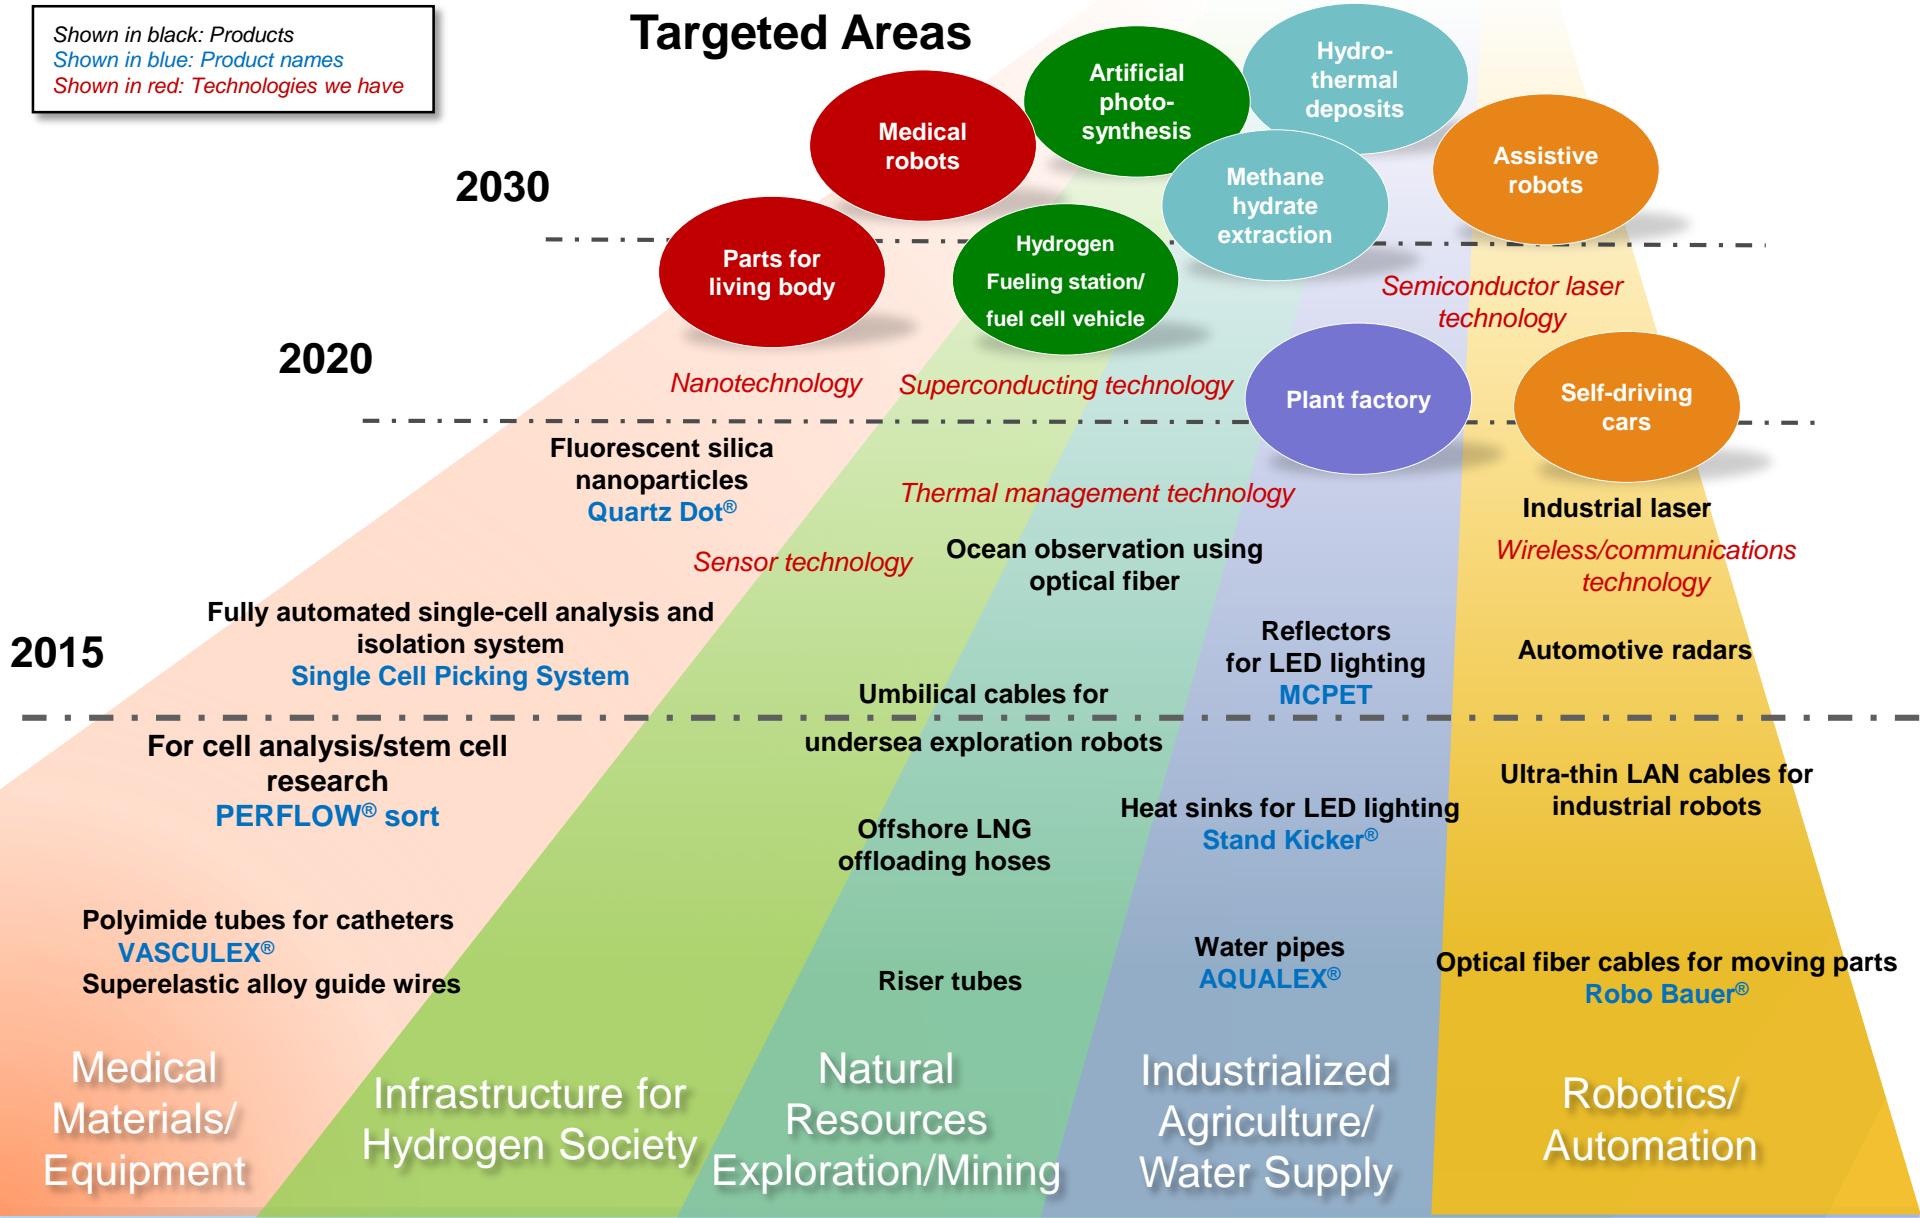 Shown in black: Products
Shown in blue: Product names
Shown in red: Technologies we have
Targeted Areas
2030
Medical
robots
Artificial
photo-
synthesis
Hydro-
thermal
deposits
Methane
hydrate
extraction
Assistive
robots
Parts for
living body
Hydrogen
Fueling station/
fuel cell vehicle
Semiconductor laser
technology
2020
Nanotechnology
Superconducting technology
Plant factory
Self-driving
cars
Fluorescent silica
nanoparticles
Quartz Dot®
Thermal management technology
Industrial laser
Sensor technology
Ocean observation using
optical fiber
Wireless/communications
technology
2015
Fully automated single-cell analysis and
isolation system
Single Cell Picking System
Umbilical cables for
undersea exploration robots
Reflectors
for LED lighting
MCPET
Automotive radars
For cell analysis/stem cell
research
PERFLOW® sort
Offshore LNG
offloading hoses
Heat sinks for LED lighting
Stand Kicker®
Ultra-thin LAN cables for
industrial robots
Polyimide tubes for catheters
VASCULEX®
Superelastic alloy guide wires
Riser tubes
Water pipes
AQUALEX®
Optical fiber cables for moving parts
Robo Bauer®
Medical
Materials/
Equipment
Infrastructure for
Hydrogen Society
Natural
Resources
Exploration/Mining
Industrialized
Agriculture/
Water Supply
Robotics/
Automation